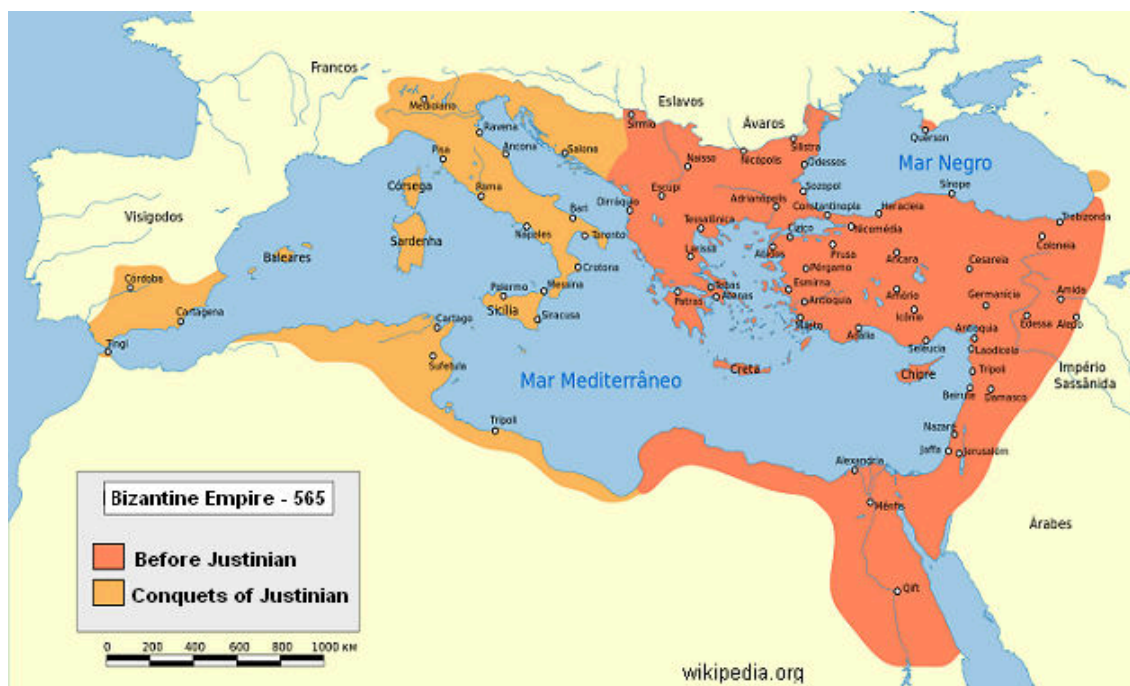 Francos
Eslavos
Ávaros
Mediolano
Ravena
Ancona
Salona
Sirmio
Naisso
Nicópolis
Silistra
Odessos
Querson
Mar Negro
Sozopol
Sinope
Pisa
Córsega
Roma
Bari
Dirráquio
Escupi
Adrianópolis
Constantinopla
Heracleia
Trebizonda
Visigodos
Nápoles
Taranto
Tessalônica
Cízico
Nicomédia
Coloneia
Baleares
Sardenha
Crotona
Larissa
Abidos
Prusa
Ancara
Cesareia
Pérgamo
Córdoba
Palermo
Messina
Tebas
Atenas
Patras
Esmirna
Amório
Germanícia
Amida
Cartagena
Sicília
Siracusa
Antioquia
Icônio
Edessa
Alepo
Cartago
Mileto
Adália
Seleucia
Antioquia
Laodiceia
Tingi
Sufetula
Mar Mediterrâneo
Creta
Chipre
Tripoli
Império
Sassânida
Beirute
Damasco
Tripoli
Nazaré
Jaffa
Jerusalém
Alexandria
Mênfis
Árabes
Qift
Bizantine Empire - 565
Before Justinian
Conquets of Justinian
0 200 400 600 800 1000 KM
wikipedia.org